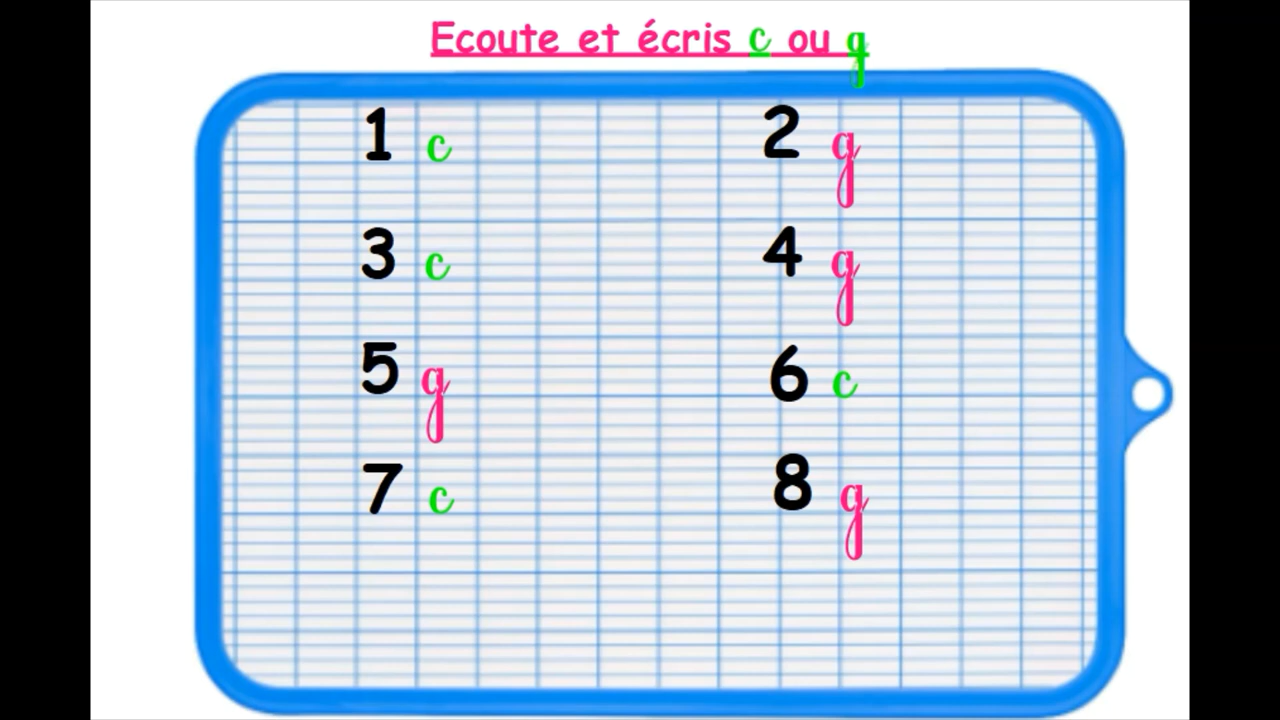 Ecoute et écris c ou g
1 c 2 g
3 c 4 g
5 g 6 c
7 c 8 g